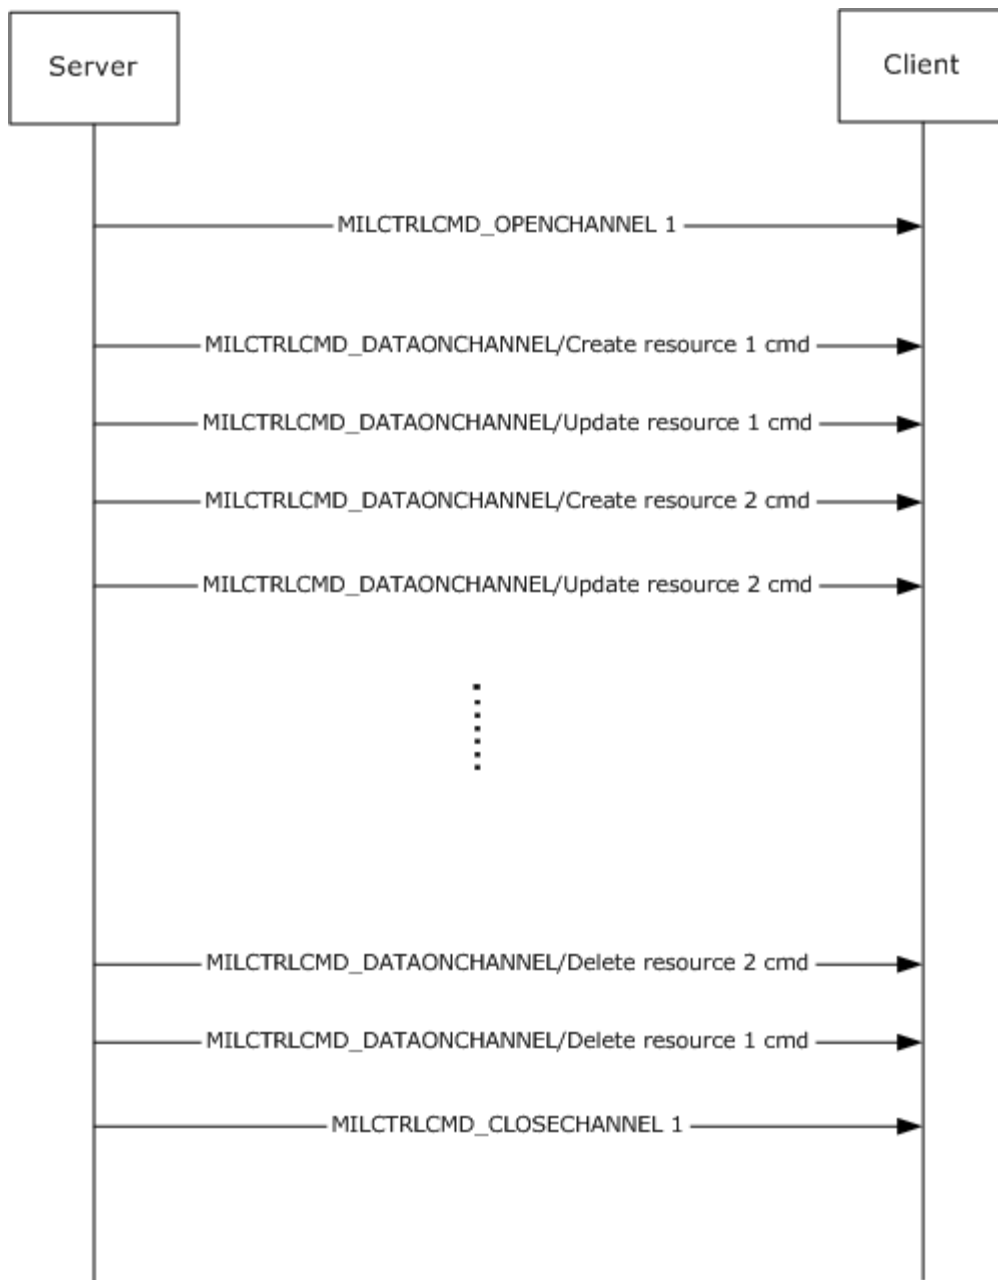 Server
Client
MILCTRLCMD_OPENCHANNEL 1
MILCTRLCMD_DATAONCHANNEL/Create resource 1 cmd
MILCTRLCMD_DATAONCHANNEL/Update resource 1 cmd
MILCTRLCMD_DATAONCHANNEL/Create resource 2 cmd
MILCTRLCMD_DATAONCHANNEL/Update resource 2 cmd
MILCTRLCMD_DATAONCHANNEL/Delete resource 2 cmd
MILCTRLCMD_DATAONCHANNEL/Delete resource 1 cmd
MILCTRLCMD_CLOSECHANNEL 1